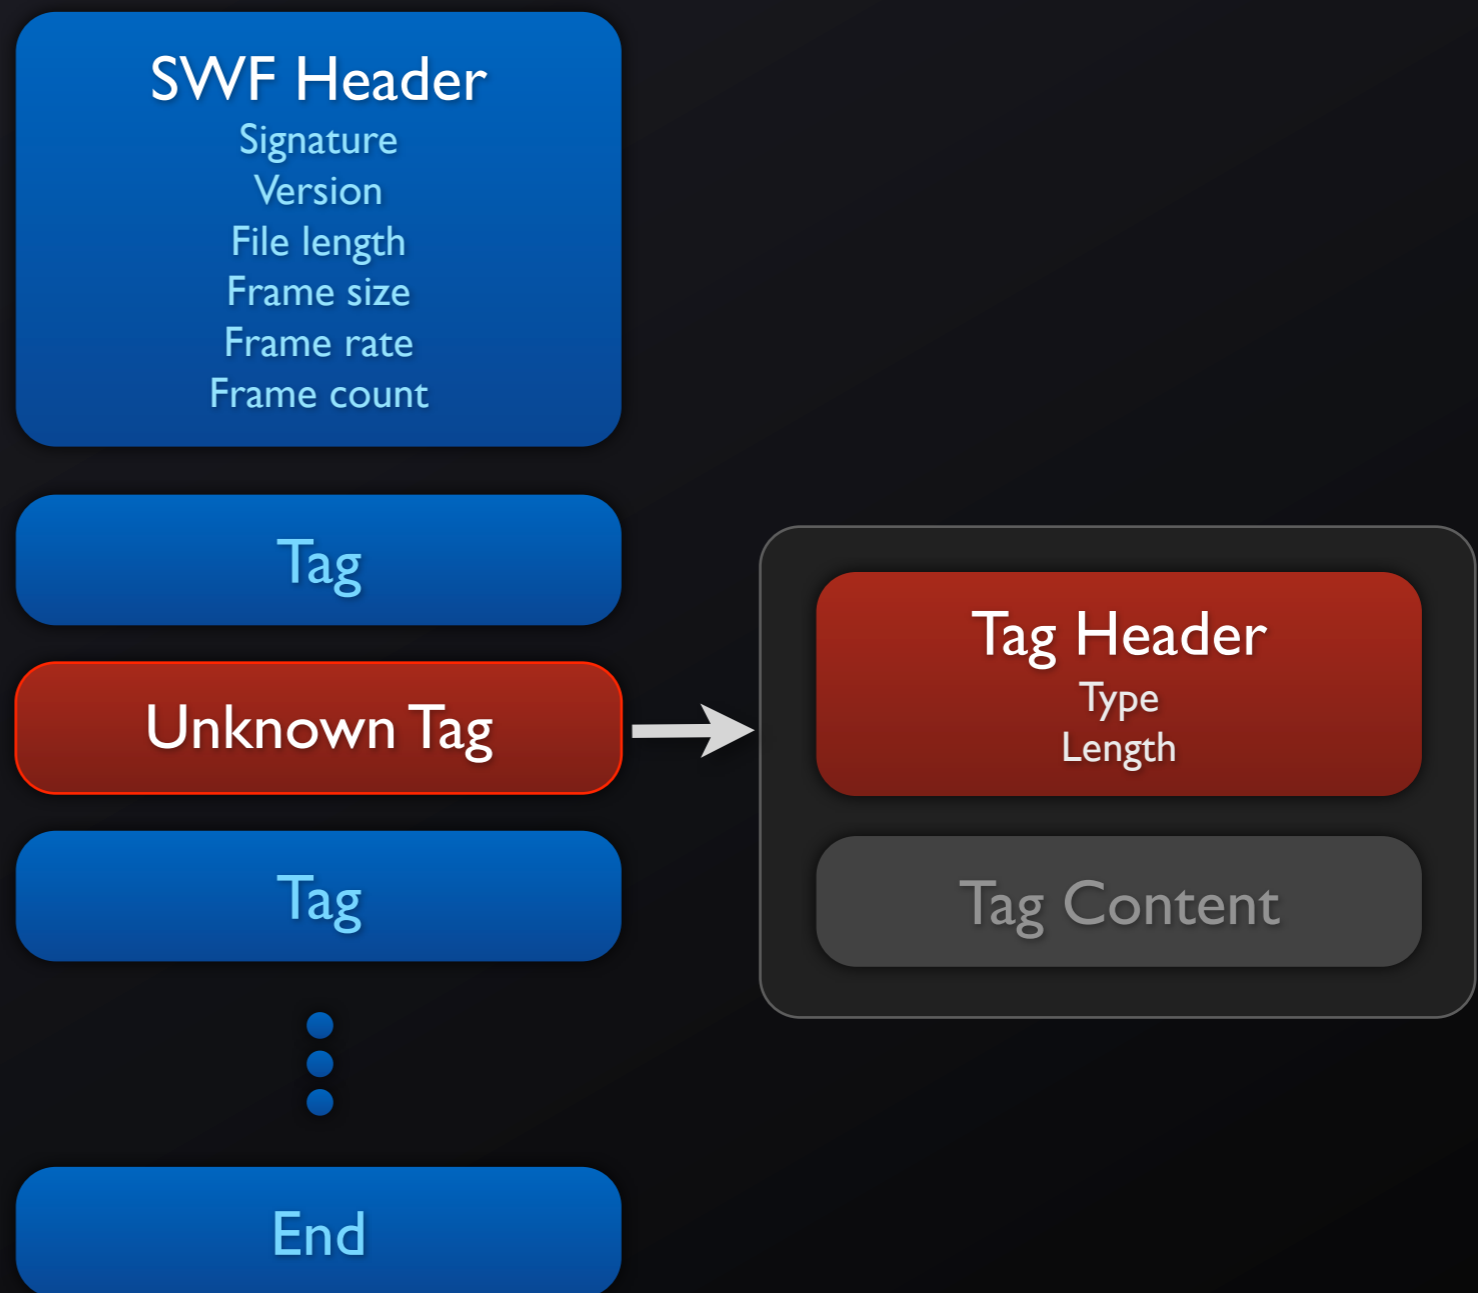 SWF Header
Signature
Version
File length
Frame size
Frame rate
Frame count
Tag
Unknown Tag
Tag
End
Tag Header
Type
Length
Tag Content